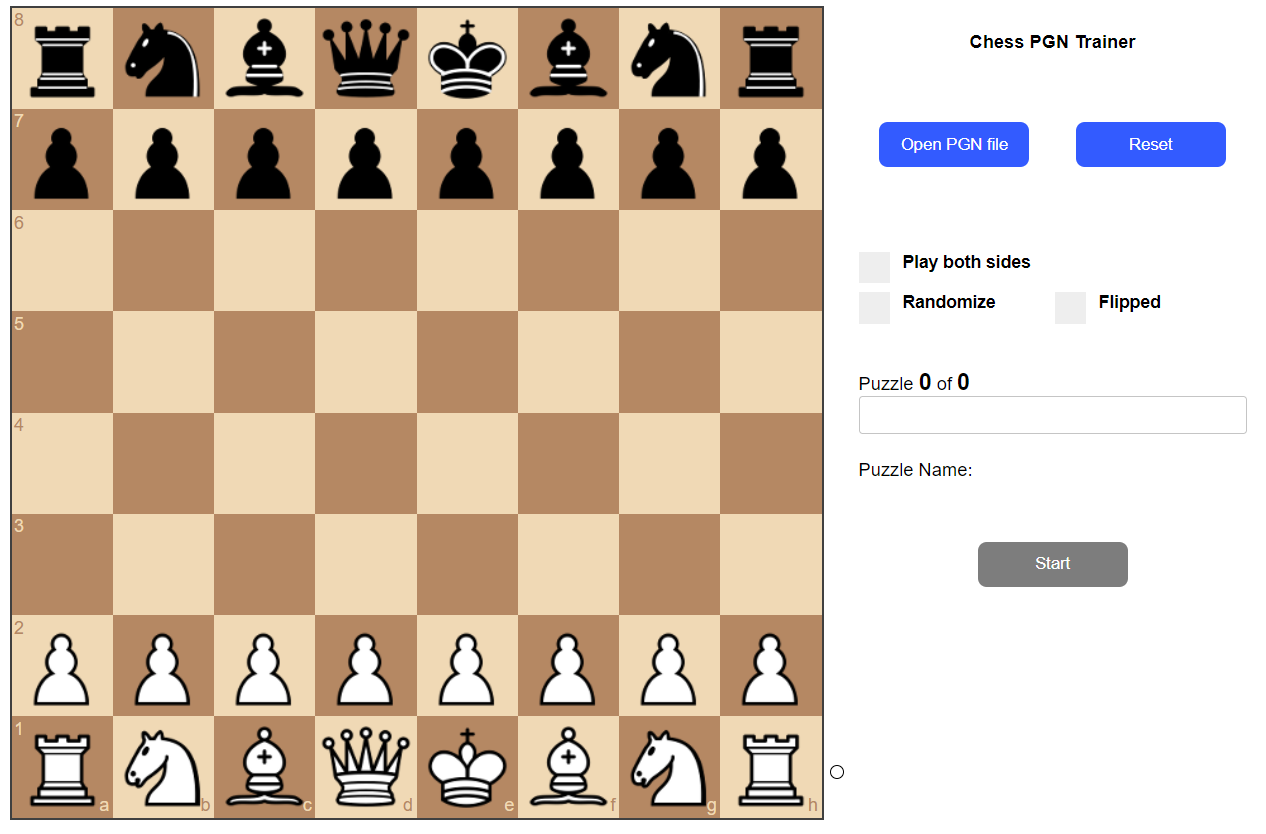 Chess PGN Trainer
Open PGN file
Reset
Play both sides
Randomize
Flipped
Puzzle 0 of 0
Puzzle Name:
Start
8
7
6
5
4
3
2
1
a b c d e f g h